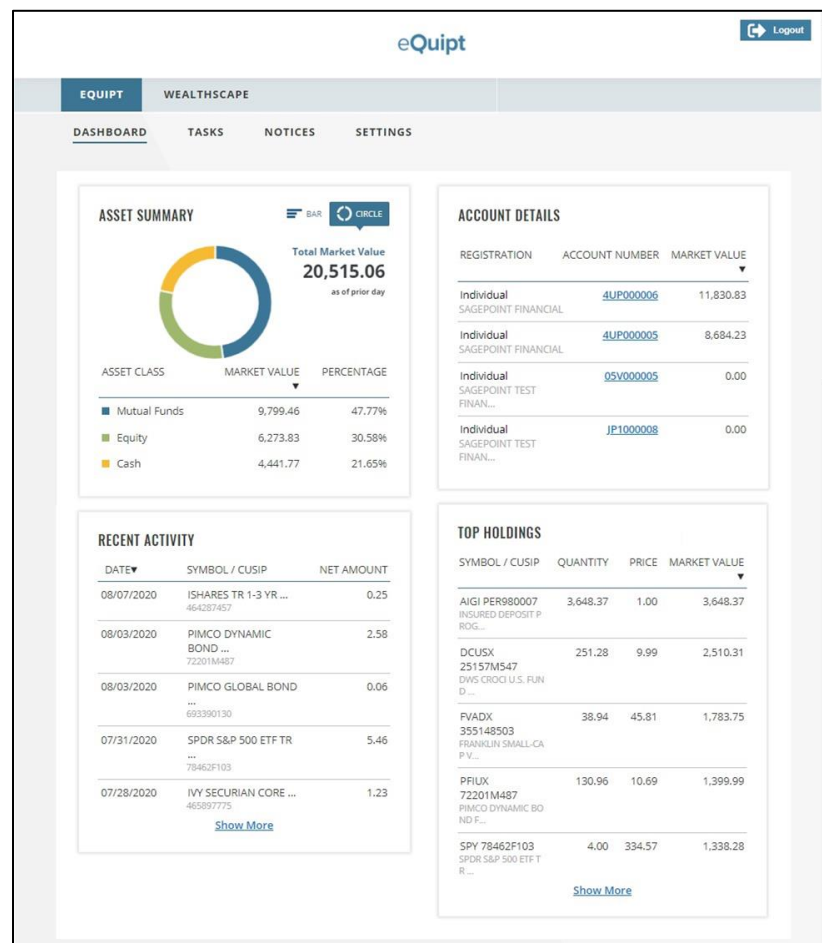 eQuipt
Logout
EQUIPT WEALTHSCAPE
DASHBOARD TASKS NOTICES SETTINGS
ASSET SUMMARY
BAR CIRCLE
Total Market Value
20,515.06
as of prior day
ASSET CLASS MARKET VALUE ▼ PERCENTAGE
Mutual Funds 9,799.46 47.77%
Equity 6,273.83 30.58%
Cash 4,441.77 21.65%
ACCOUNT DETAILS
REGISTRATION ACCOUNT NUMBER MARKET VALUE ▼
Individual 4UP000006 11,830.83
SAGEPOINT FINANCIAL
Individual 4UP000005 8,684.23
SAGEPOINT FINANCIAL
Individual 05V000005 0.00
SAGEPOINT TEST
FINAN...
Individual JP1000008 0.00
SAGEPOINT TEST
FINAN...
RECENT ACTIVITY
DATE▼ SYMBOL / CUSIP NET AMOUNT
08/07/2020 ISHARES TR 1-3 YR ... 0.25
464287457
08/03/2020 PIMCO DYNAMIC 2.58
BOND ...
72201M487
08/03/2020 PIMCO GLOBAL BOND 0.06
...
693390130
07/31/2020 SPDR S&P 500 ETF TR 5.46
...
78462F103
07/28/2020 IVY SECURIAN CORE ... 1.23
465897775
Show More
TOP HOLDINGS
SYMBOL / CUSIP QUANTITY PRICE MARKET VALUE ▼
AIGI PER980007 3,648.37 1.00 3,648.37
INSURED DEPOSIT P
ROG...
DCUSX 251.28 9.99 2,510.31
25157M547
DWS CROCI U.S. FUN
D ...
FVADX 38.94 45.81 1,783.75
355148503
FRANKLIN SMALL-CA
P V...
PFIUX 130.96 10.69 1,399.99
72201M487
PIMCO DYNAMIC BO
ND F...
SPY 78462F103 4.00 334.57 1,338.28
SPDR S&P 500 ETF T
R ...
Show More